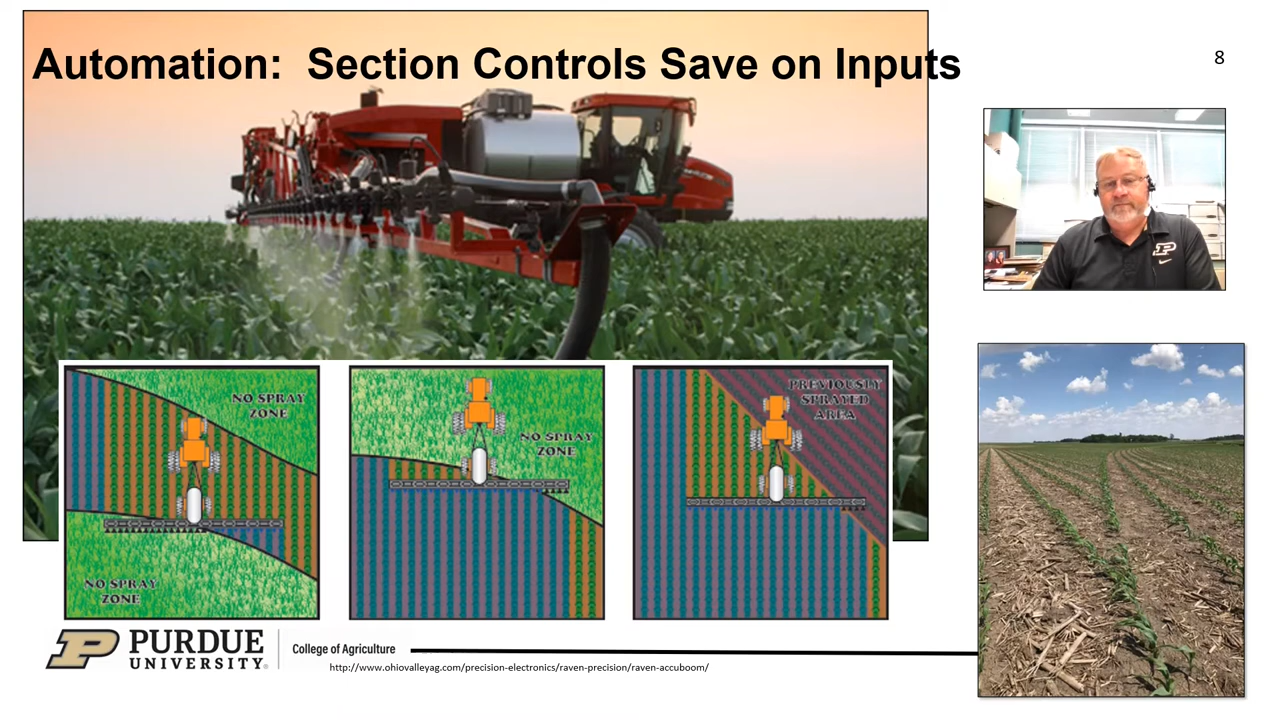 Automation:  Section Controls Save on Inputs
8
NO SPRAY
ZONE
NO SPRAY
ZONE
NO SPRAY
ZONE
PREVIOUSLY
SPRAYED
AREA
P
PURDUE
UNIVERSITY®
College of Agriculture
http://www.ohiovalleyag.com/precision-electronics/raven-precision/raven-accuboom/
P